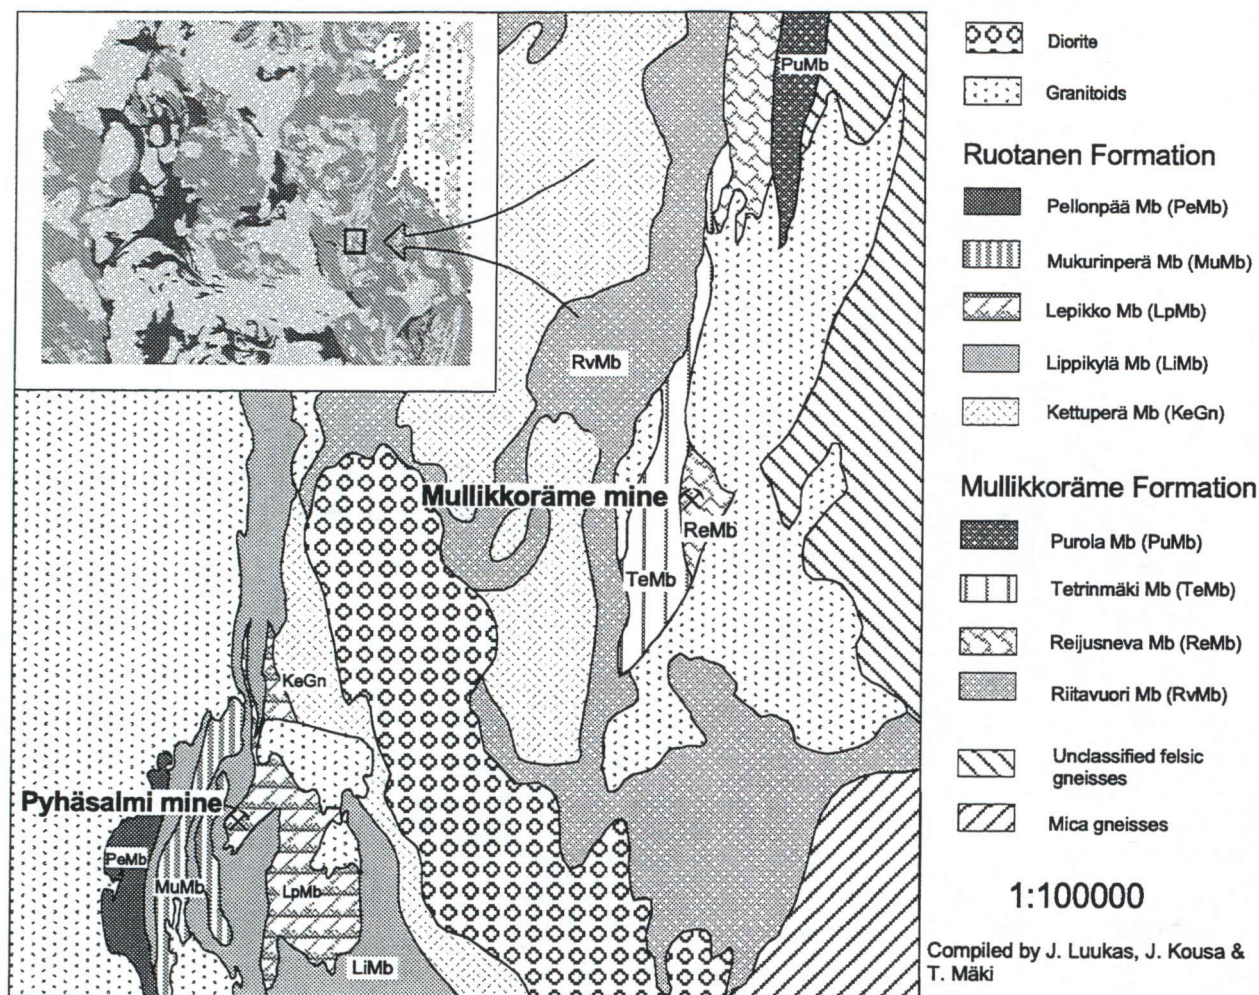 PuMb
RvMb
Mullikkoräme mine
ReMb
TeMb
KeGn
Pyhäsalmi mine
PeMb
MuMb
LpMb
LiMb
Diorite
Granitoids
Ruotanen Formation
Pellonpää Mb (PeMb)
Mukurinperä Mb (MuMb)
Lepikko Mb (LpMb)
Lippikylä Mb (LiMb)
Kettuperä Mb (KeGn)
Mullikkoräme Formation
Purola Mb (PuMb)
Tetrinmäki Mb (TeMb)
Reijusneva Mb (ReMb)
Riitavuori Mb (RvMb)
Unclassified felsic
gneisses
Mica gneisses
1:100000
Compiled by J. Luukas, J. Kousa &
T. Mäki